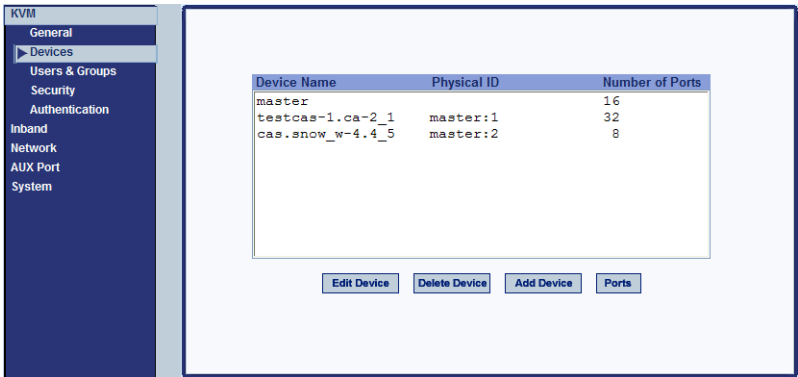 KVM
General
Devices
Users & Groups
Security
Authentication
Inband
Network
AUX Port
System
Device Name Physical ID Number of Ports
master 16
testcas-1.ca-2_1 master:1 32
cas.snow_w-4.4_5 master:2 8
Edit Device Delete Device Add Device Ports